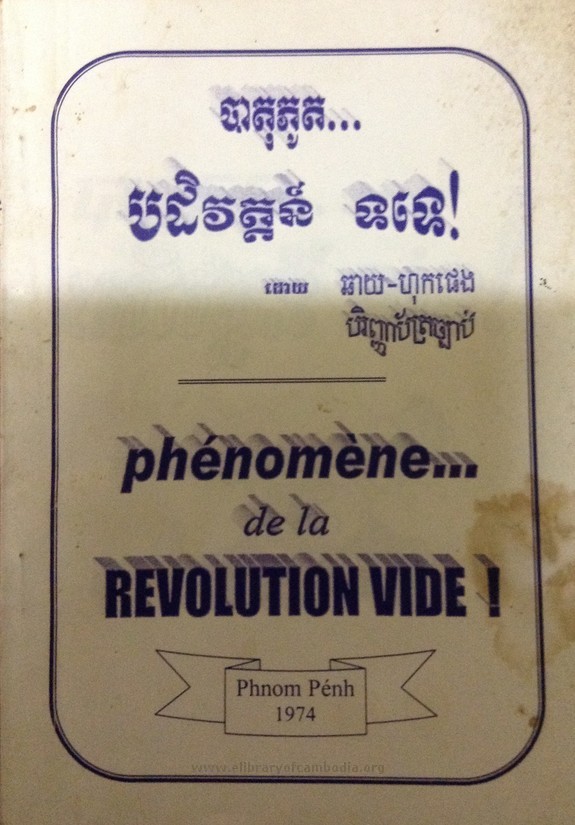 បាតុភូត...
បដិវត្តន៍ ទទេ!
ដោយ ឆាយ-ហុកផេង
បរិញ្ញាប័ត្រច្បាប់
phénomène...
de la
REVOLUTION VIDE !
Phnom Pénh
1974
www.elibraryofcambodia.org